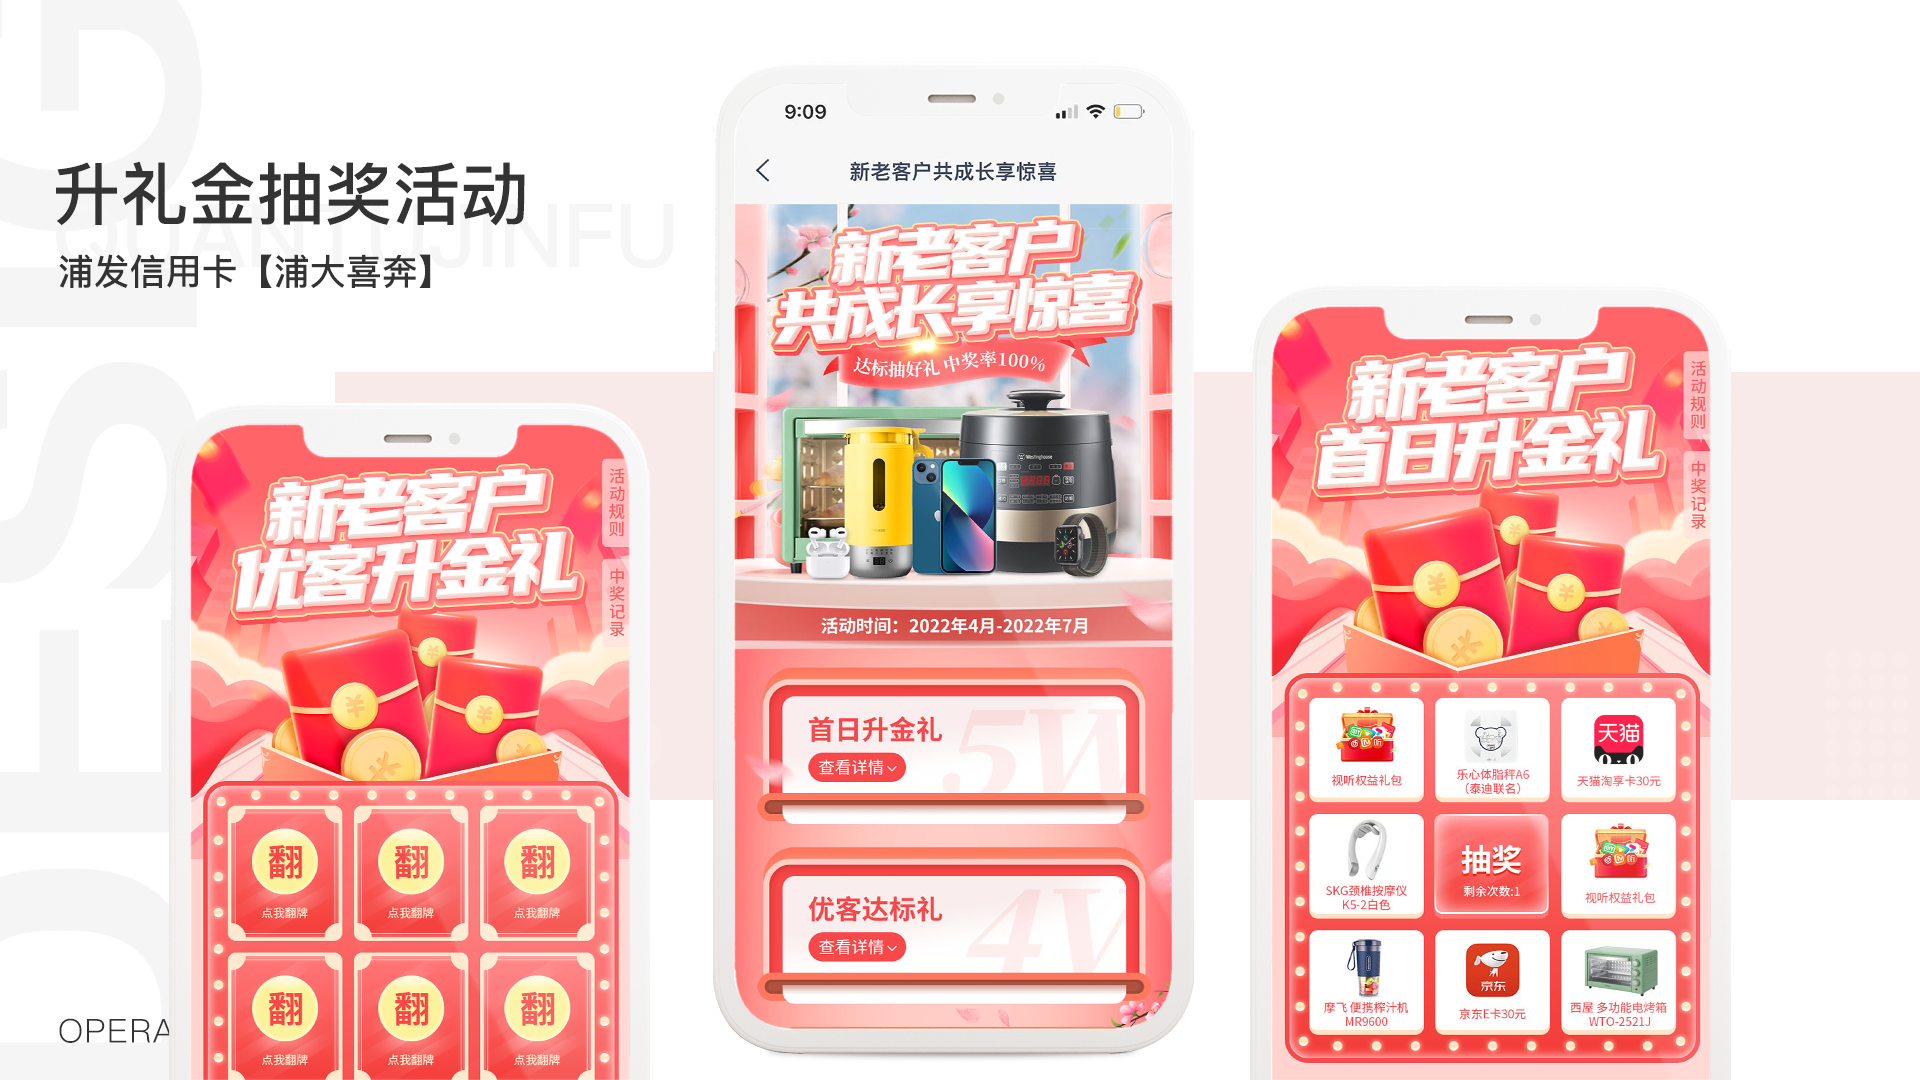 升礼金抽奖活动
QUANTUJINFU
浦发信用卡【浦大喜奔】
OPERA
新老客户
优客升金礼
活动规则
中奖记录
翻
点我翻牌
翻
点我翻牌
翻
点我翻牌
翻
点我翻牌
翻
点我翻牌
翻
点我翻牌
9:09
新老客户共成长享惊喜
新老客户
共成长享惊喜
达标抽好礼 中奖率100%
Westinghouse
活动时间：2022年4月-2022年7月
首日升金礼
5W
查看详情
优客达标礼
4W
查看详情
新老客户
首日升金礼
活动规则
中奖记录
视听权益礼包
乐心体脂秤A6
（泰迪联名）
天猫
天猫淘享卡30元
SKG颈椎按摩仪
K5-2白色
抽奖
剩余次数:1
视听权益礼包
摩飞 便携榨汁机
MR9600
京东
京东E卡30元
西屋 多功能电烤箱
WTO-2521J